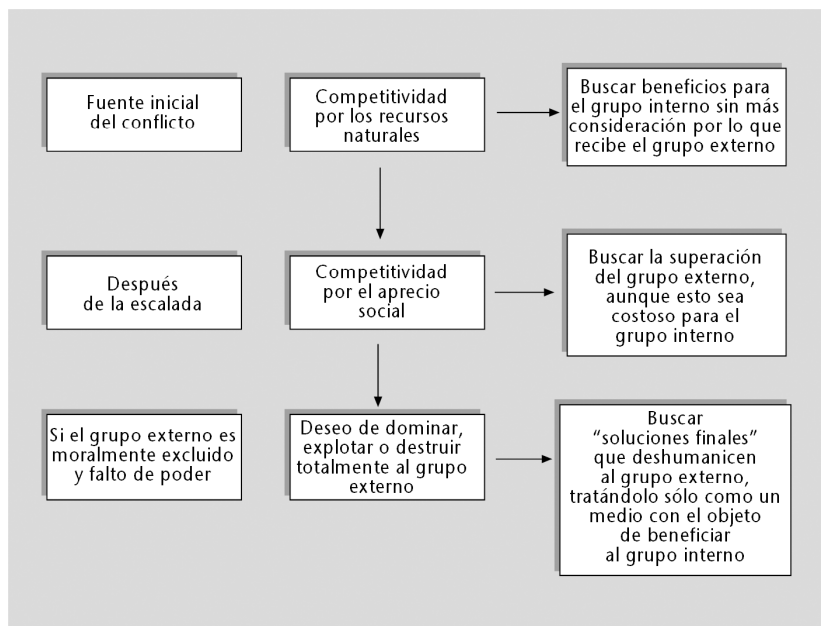 Fuente inicial
del conflicto
Competitividad
por los recursos
naturales
Buscar beneficios para
el grupo interno sin más
consideración por lo que
recibe el grupo externo
Después
de la escalada
Competitividad
por el aprecio
social
Buscar la superación
del grupo externo,
aunque esto sea
costoso para el
grupo interno
Si el grupo externo es
moralmente excluido
y falto de poder
Deseo de dominar,
explotar o destruir
totalmente al grupo
externo
Buscar
“soluciones finales”
que deshumanicen
al grupo externo,
tratándolo sólo como un
medio con el objeto
de beneficiar
al grupo interno